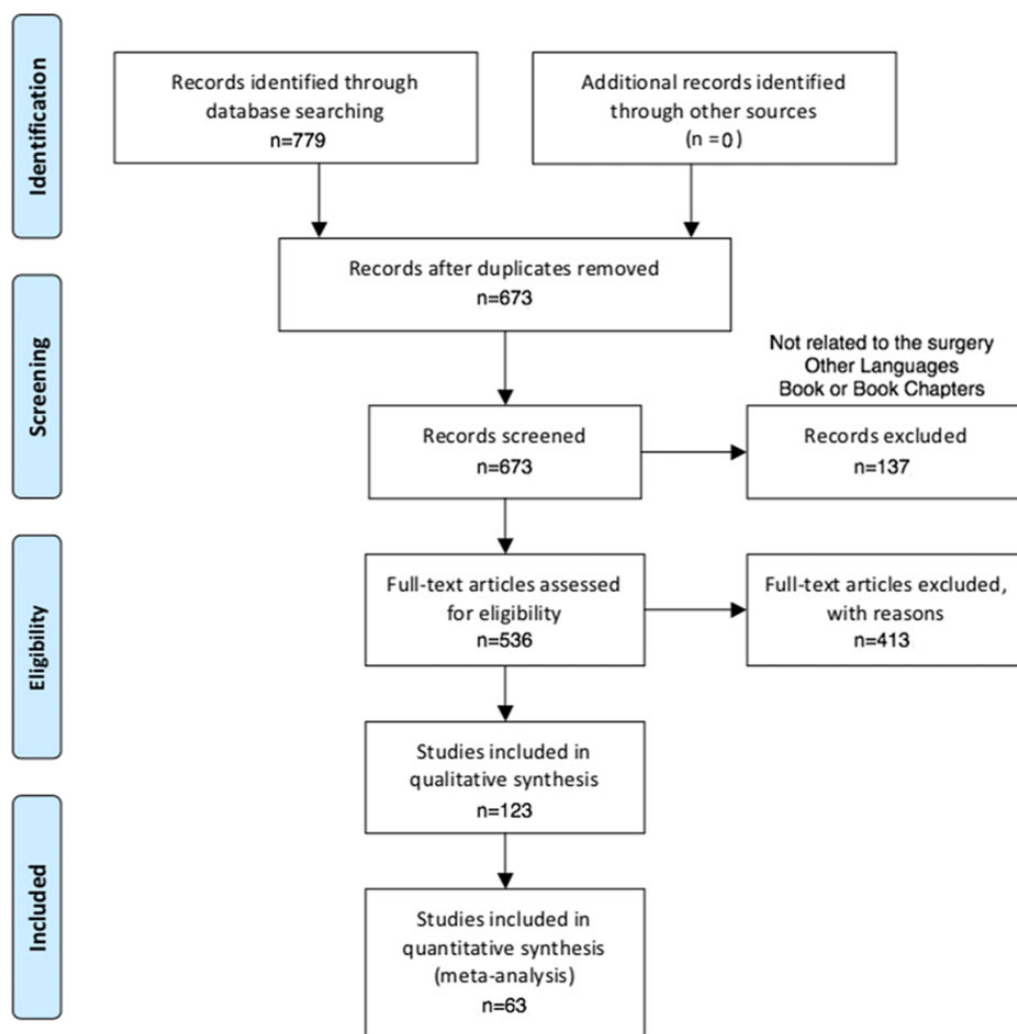 Identification
Records identified through
database searching
n=779
Additional records identified
through other sources
(n =0)
Records after duplicates removed
n=673
Screening
Not related to the surgery
Other Languages
Book or Book Chapters
Records screened
n=673
Records excluded
n=137
Eligibility
Full-text articles assessed
for eligibility
n=536
Full-text articles excluded,
with reasons
n=413
Studies included in
qualitative synthesis
n=123
Included
Studies included in
quantitative synthesis
(meta-analysis)
n=63